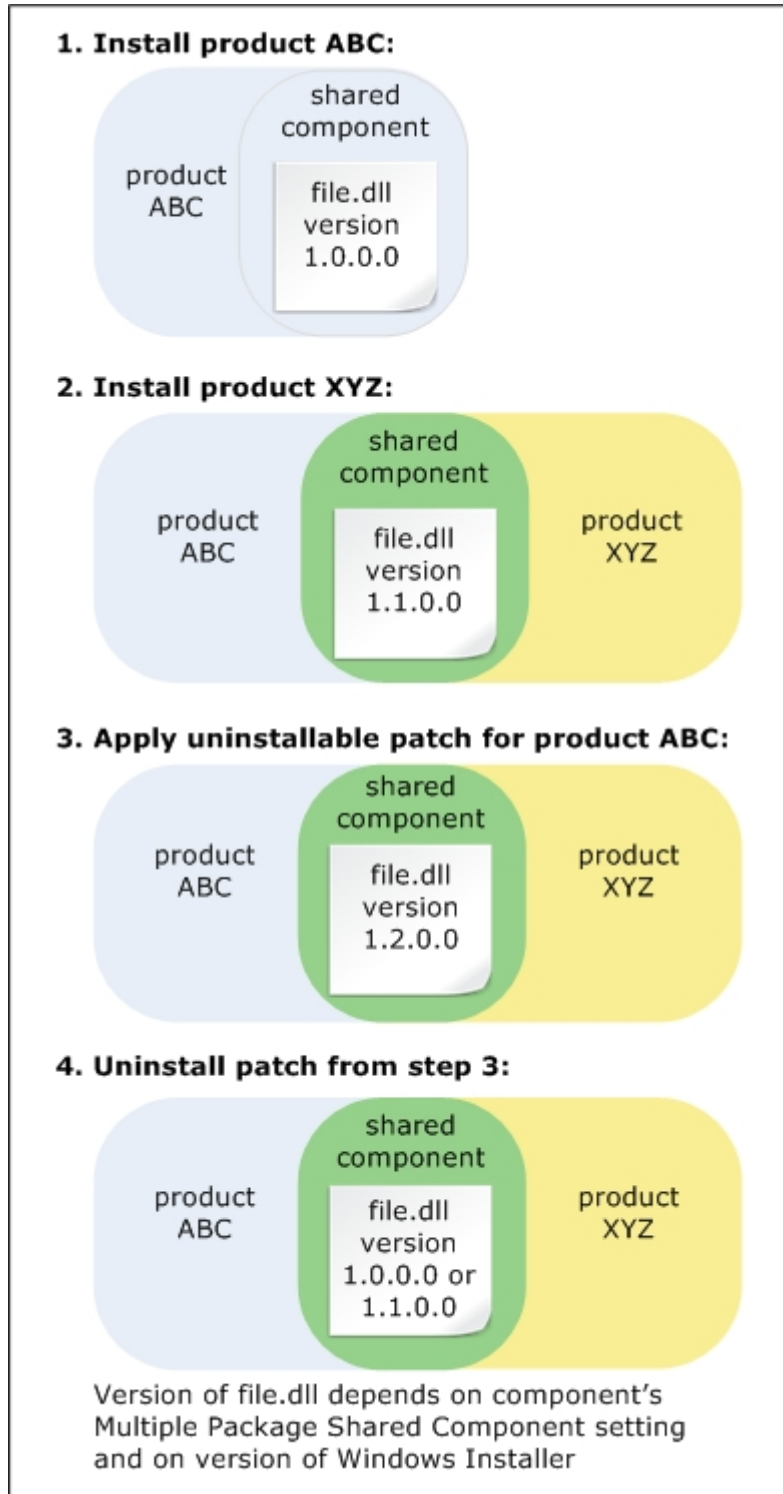 1. Install product ABC:
shared
component
product
ABC
file.dll
version
1.0.0.0
2. Install product XYZ:
shared
component
product
ABC
file.dll
version
1.1.0.0
product
XYZ
3. Apply uninstallable patch for product ABC:
shared
component
product
ABC
file.dll
version
1.2.0.0
product
XYZ
4. Uninstall patch from step 3:
shared
component
product
ABC
file.dll
version
1.0.0.0 or
1.1.0.0
product
XYZ
Version of file.dll depends on component’s
Multiple Package Shared Component setting
and on version of Windows Installer